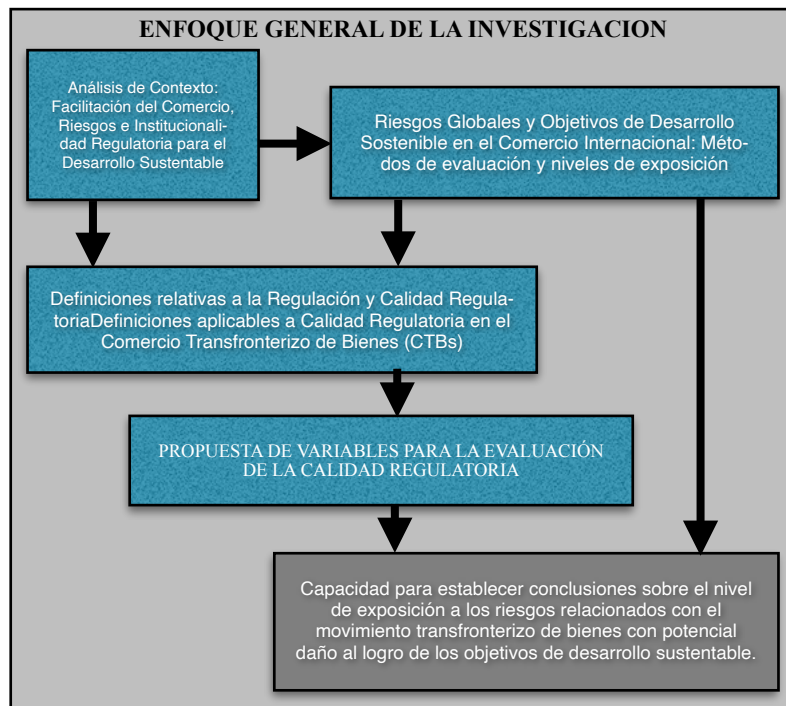 ENFOQUE GENERAL DE LA INVESTIGACION
Análisis de Contexto:
Facilitación del Comercio,
Riesgos e Institucionali-
dad Regulatoria para el
Desarrollo Sustentable
Riesgos Globales y Objetivos de Desarrollo
Sostenible en el Comercio Internacional: Méto-
dos de evaluación y niveles de exposición
Definiciones relativas a la Regulación y Calidad Regula-
toriaDefiniciones aplicables a Calidad Regulatoria en el
Comercio Transfronterizo de Bienes (CTBs)
PROPUESTA DE VARIABLES PARA LA EVALUACIÓN
DE LA CALIDAD REGULATORIA
Capacidad para establecer conclusiones sobre el nivel
de exposición a los riesgos relacionados con el
movimiento transfronterizo de bienes con potencial
daño al logro de los objetivos de desarrollo sustentable.